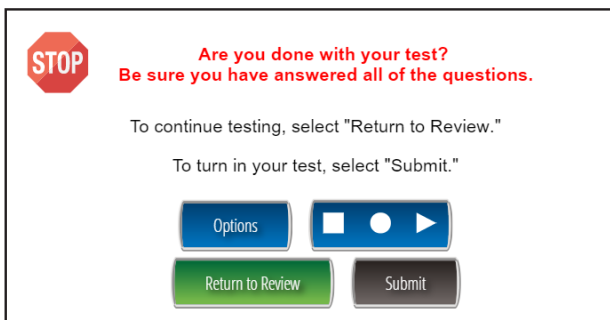 STOP
Are you done with your test?
Be sure you have answered all of the questions.
To continue testing, select "Return to Review."
To turn in your test, select "Submit."
Options
Return to Review
Submit